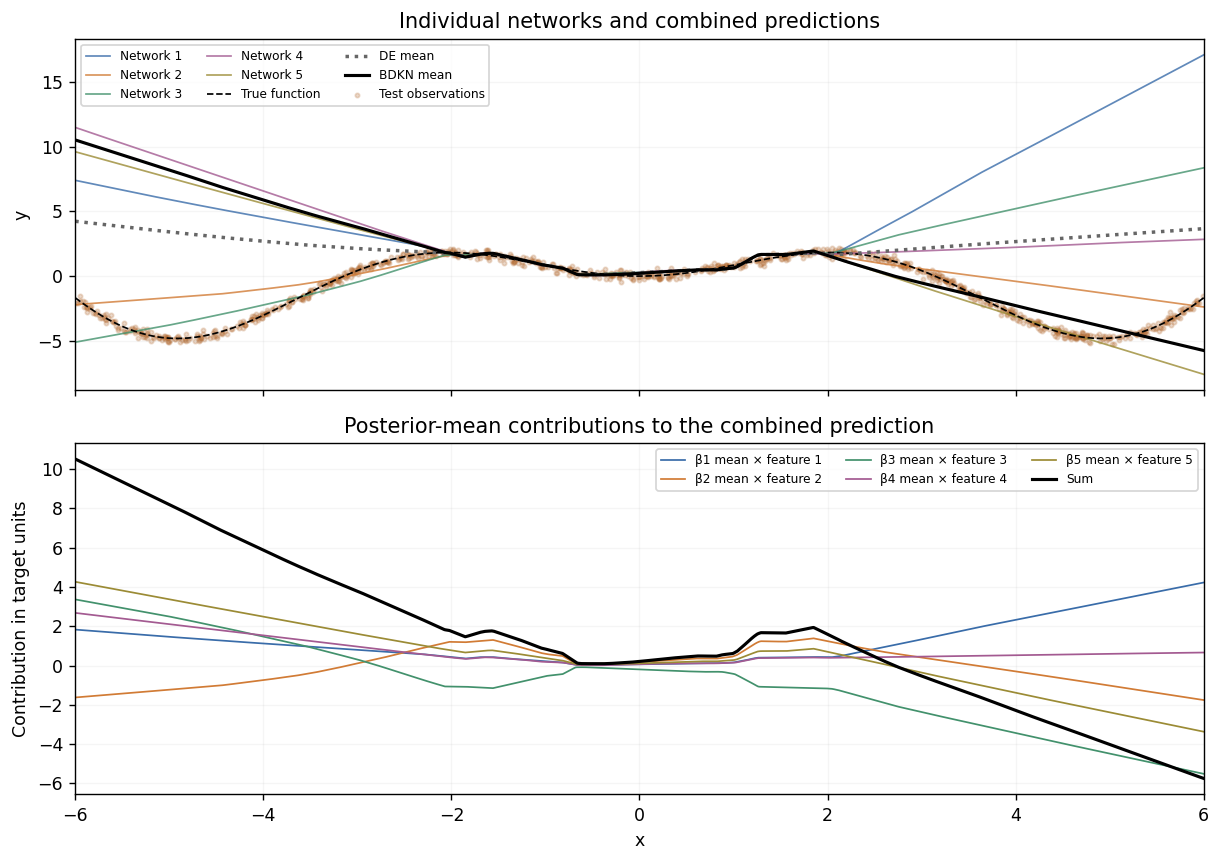 Individual networks and combined predictions
Network 1
Network 2
Network 3
Network 4
Network 5
True function
DE mean
BDKN mean
Test observations
15
10
5
0
−5
y
Posterior-mean contributions to the combined prediction
β1 mean × feature 1
β2 mean × feature 2
β3 mean × feature 3
β4 mean × feature 4
β5 mean × feature 5
Sum
10
8
6
4
2
0
−2
−4
−6
Contribution in target units
−6 −4 −2 0 2 4 6
x